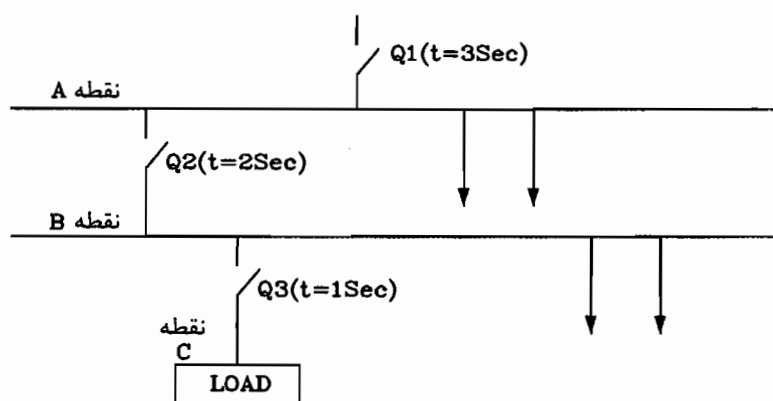 Q1(t=3Sec)
نقطه A
Q2(t=2Sec)
نقطه B
Q3(t=1Sec)
نقطه
C
LOAD